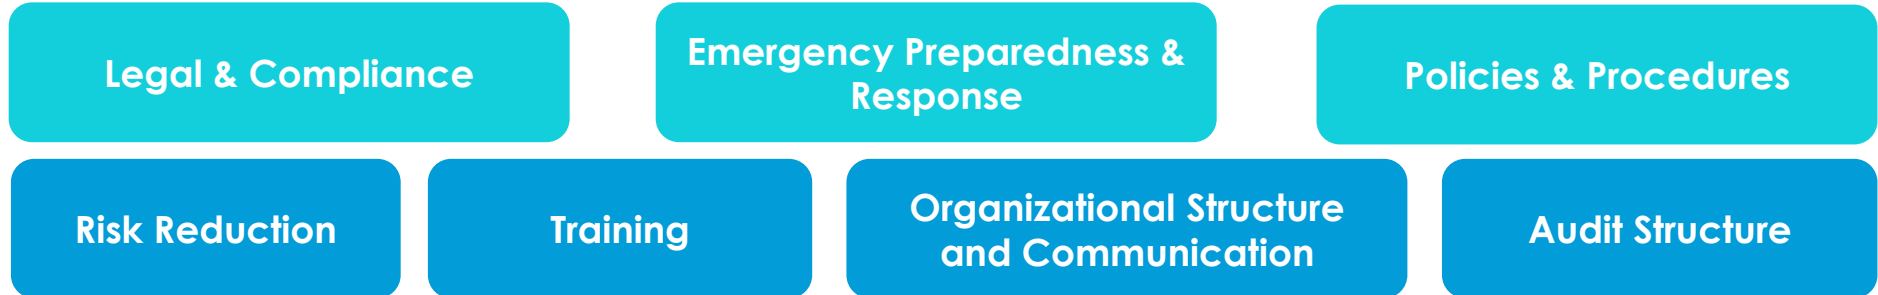 Legal & Compliance
Emergency Preparedness &
Response
Policies & Procedures
Risk Reduction
Training
Organizational Structure
and Communication
Audit Structure